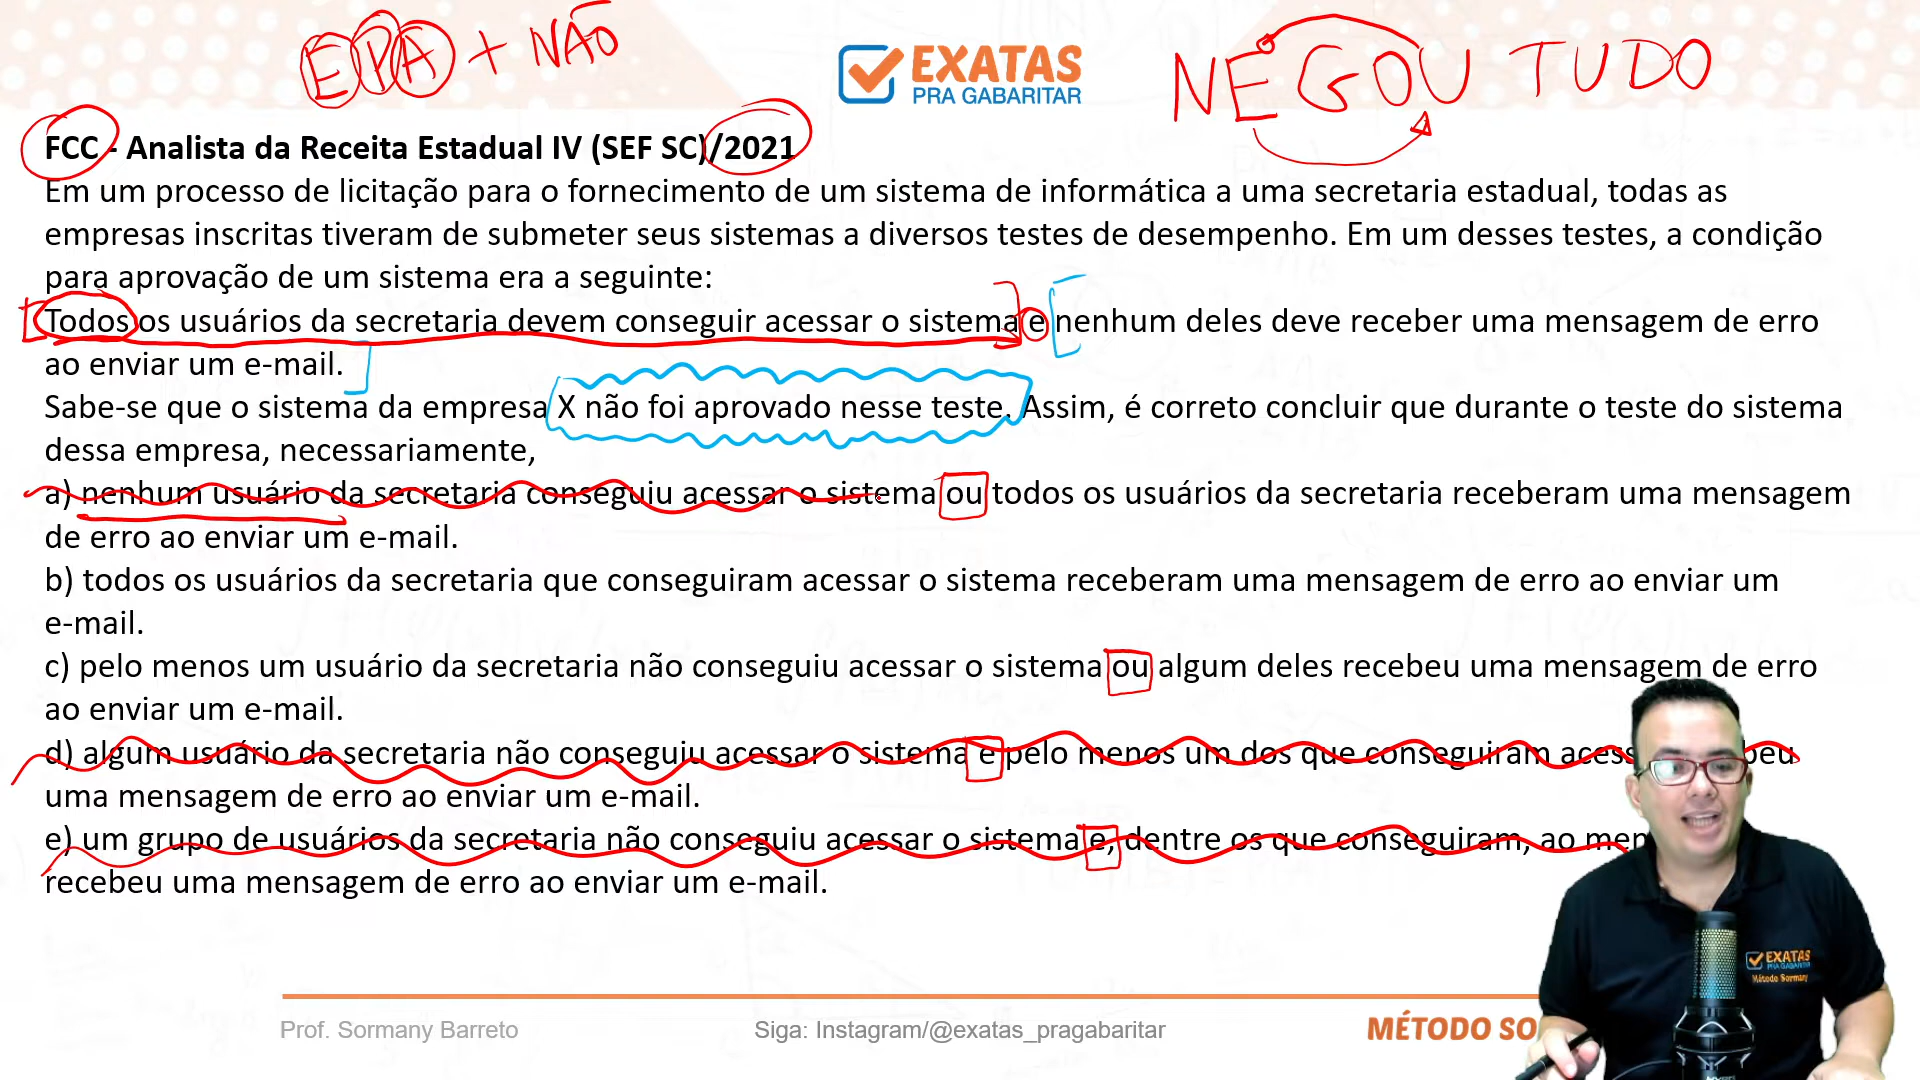 EPA + NÃO
EXATAS
PRA GABARITAR
NEGOU TUDO
FCC - Analista da Receita Estadual IV (SEF SC)/2021
Em um processo de licitação para o fornecimento de um sistema de informática a uma secretaria estadual, todas as
empresas inscritas tiveram de submeter seus sistemas a diversos testes de desempenho. Em um desses testes, a condição
para aprovação de um sistema era a seguinte:
Todos os usuários da secretaria devem conseguir acessar o sistema e nenhum deles deve receber uma mensagem de erro
ao enviar um e-mail.
Sabe-se que o sistema da empresa X não foi aprovado nesse teste. Assim, é correto concluir que durante o teste do sistema
dessa empresa, necessariamente,
a) nenhum usuário da secretaria conseguiu acessar o sistema ou todos os usuários da secretaria receberam uma mensagem
de erro ao enviar um e-mail.
b) todos os usuários da secretaria que conseguiram acessar o sistema receberam uma mensagem de erro ao enviar um
e-mail.
c) pelo menos um usuário da secretaria não conseguiu acessar o sistema ou algum deles recebeu uma mensagem de erro
ao enviar um e-mail.
d) algum usuário da secretaria não conseguiu acessar o sistema e pelo menos um dos que conseguiram
uma mensagem de erro ao enviar um e-mail.
e) um grupo de usuários da secretaria não conseguiu acessar o sistema e, dentre os que conseguiram, ao
recebeu uma mensagem de erro ao enviar um e-mail.
EXATAS
PRA GABARITAR
Método Sormany
Prof. Sormany Barreto
Siga: Instagram/@exatas_pragabaritar
MÉTODO SO